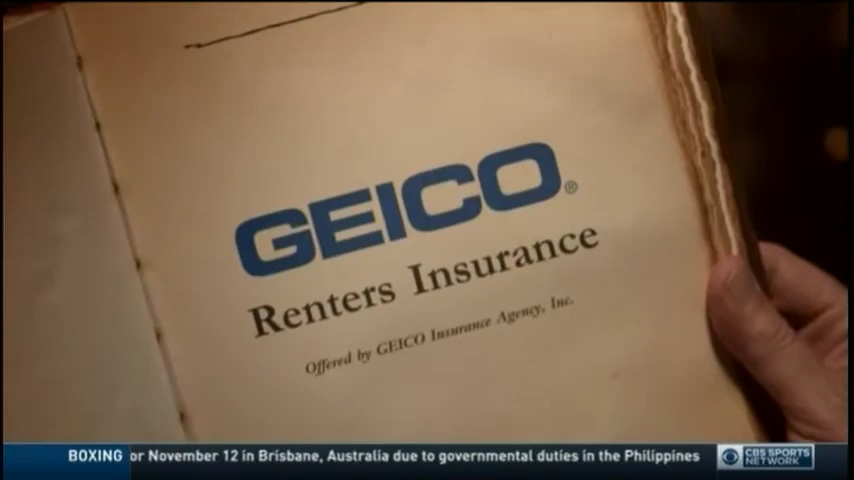 GEICO®
Renters Insurance
Offered by GEICO Insurance Agency, Inc.
BOXING or November 12 in Brisbane, Australia due to governmental duties in the Philippines
CBS SPORTS
NETWORK